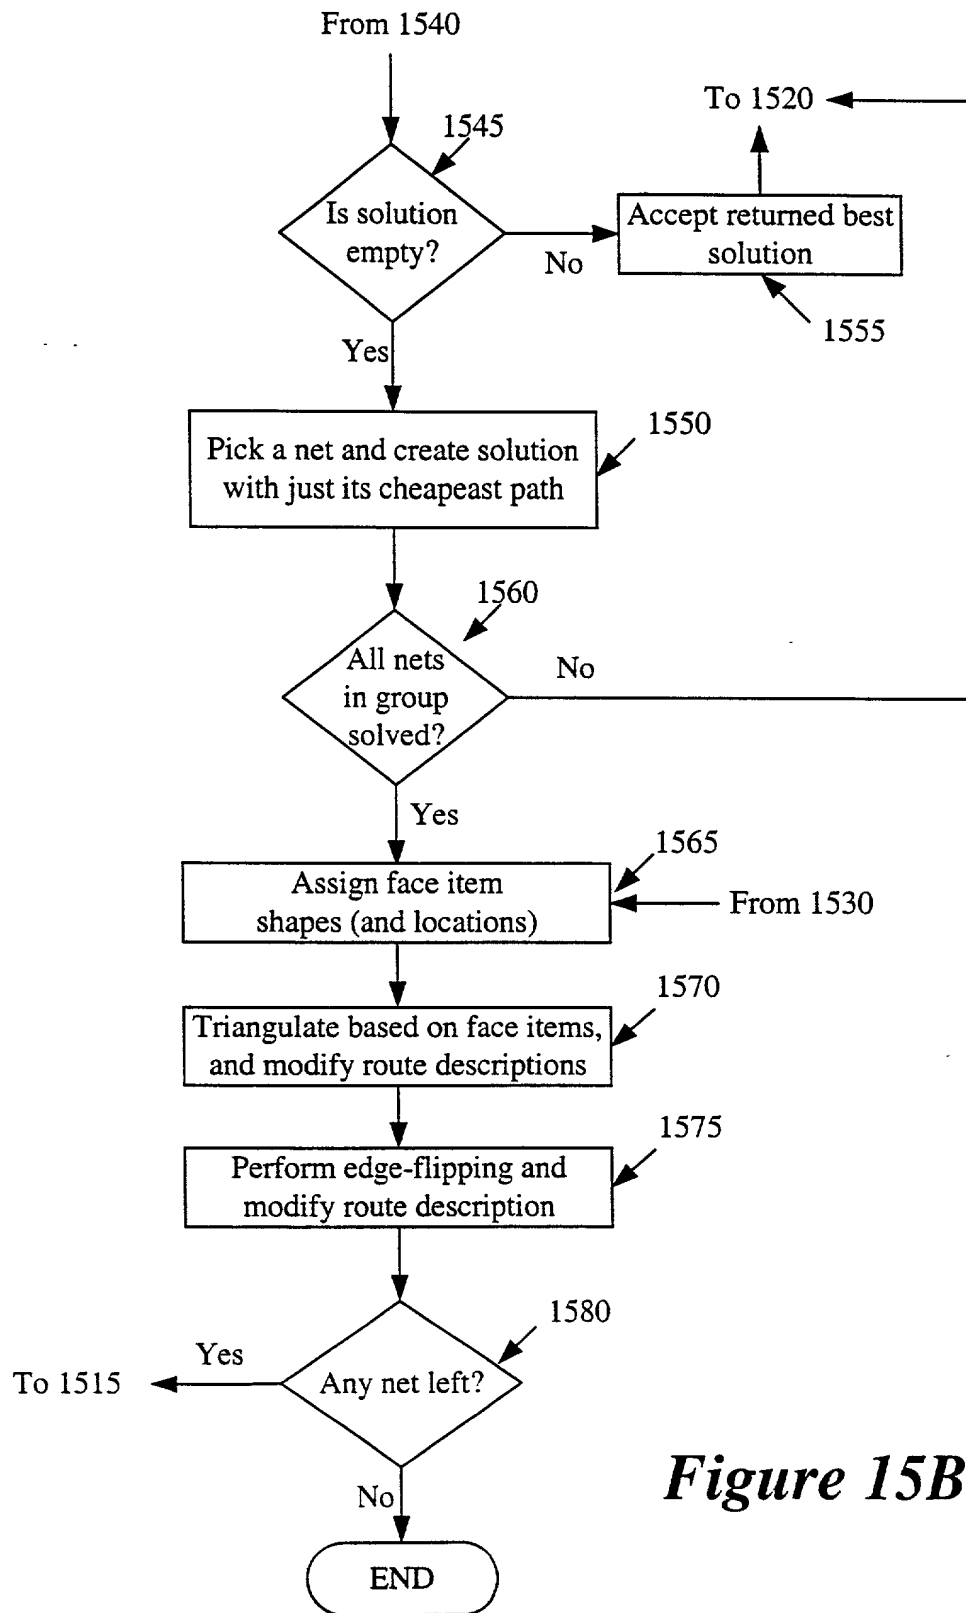 From 1540
To 1520
1545
Is solution
empty?
No
Accept returned best
solution
1555
Yes
Pick a net and create solution
with just its cheapeast path
1550
1560
All nets
in group
solved?
No
Yes
1565
Assign face item
shapes (and locations)
From 1530
1570
Triangulate based on face items,
and modify route descriptions
1575
Perform edge-flipping and
modify route description
1580
Yes
To 1515
Any net left?
No
END
Figure 15B